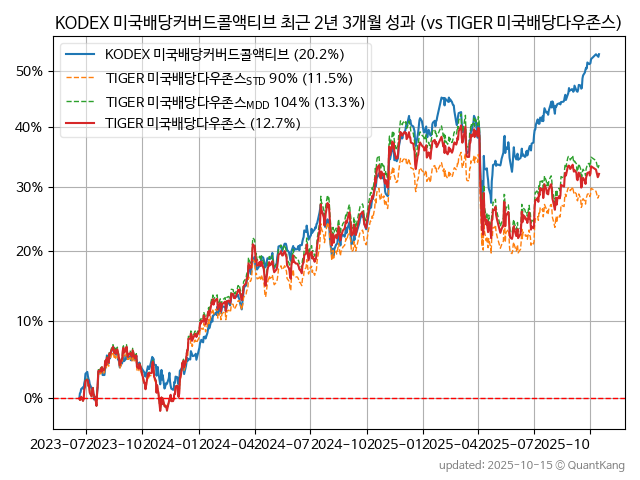 KODEX 미국배당커버드콜액티브 최근 2년 3개월 성과 (vs TIGER 미국배당다우존스)
KODEX 미국배당커버드콜액티브 (20.2%)
TIGER 미국배당다우존스STD 90% (11.5%)
TIGER 미국배당다우존스MDD 104% (13.3%)
TIGER 미국배당다우존스 (12.7%)
50%
40%
30%
20%
10%
0%
2023-07 2023-10 2024-01 2024-04 2024-07 2024-10 2025-01 2025-04 2025-07 2025-10
updated: 2025-10-15 © QuantKang